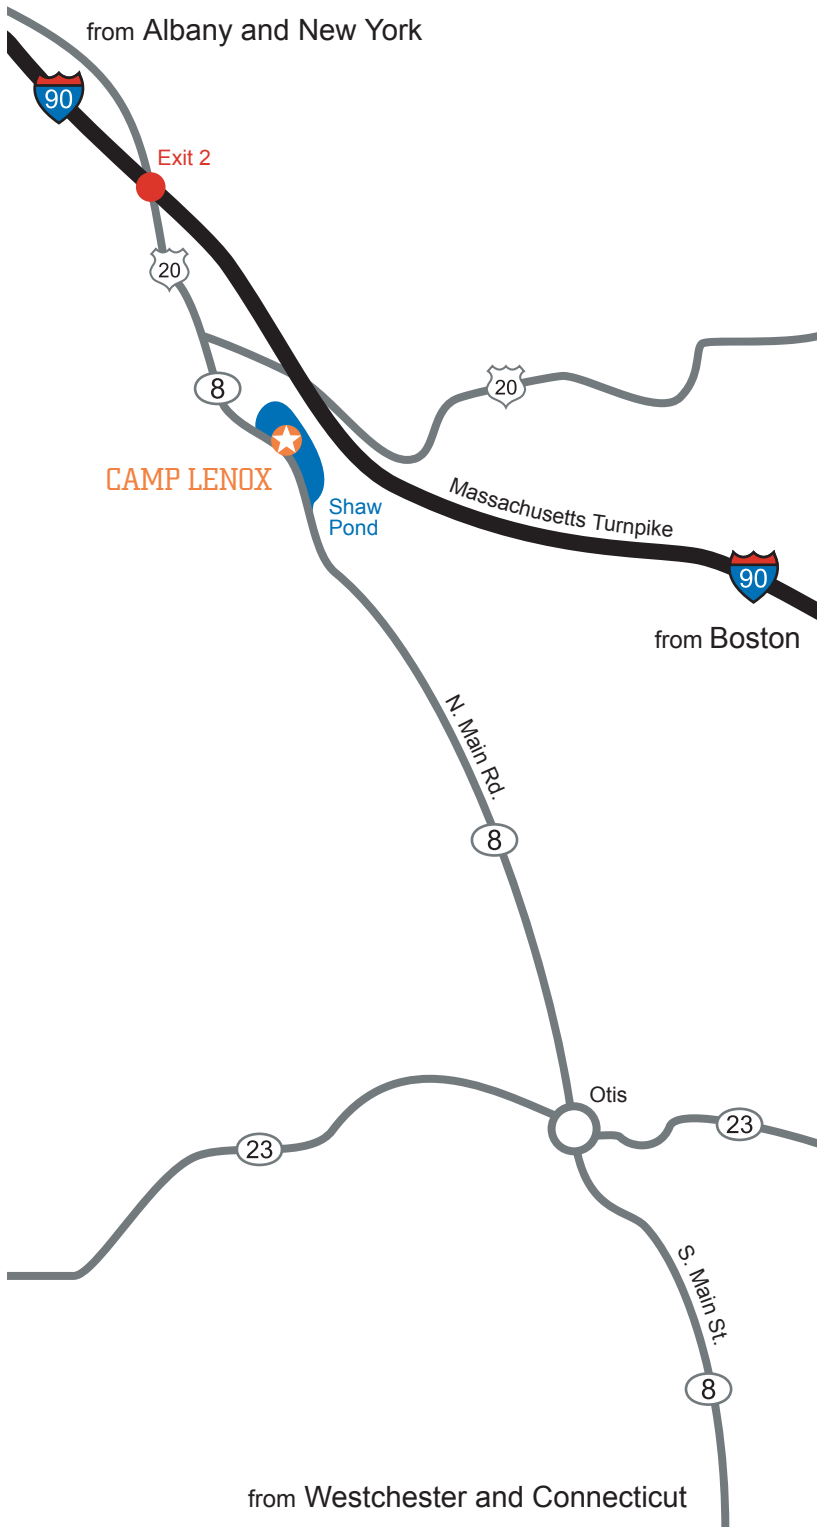 from Albany and New York
90
Exit 2
20
8
20
CAMP LENOX
Shaw
Pond
Massachusetts Turnpike
90
from Boston
N. Main Rd.
8
Otis
23
23
S. Main St.
8
from Westchester and Connecticut